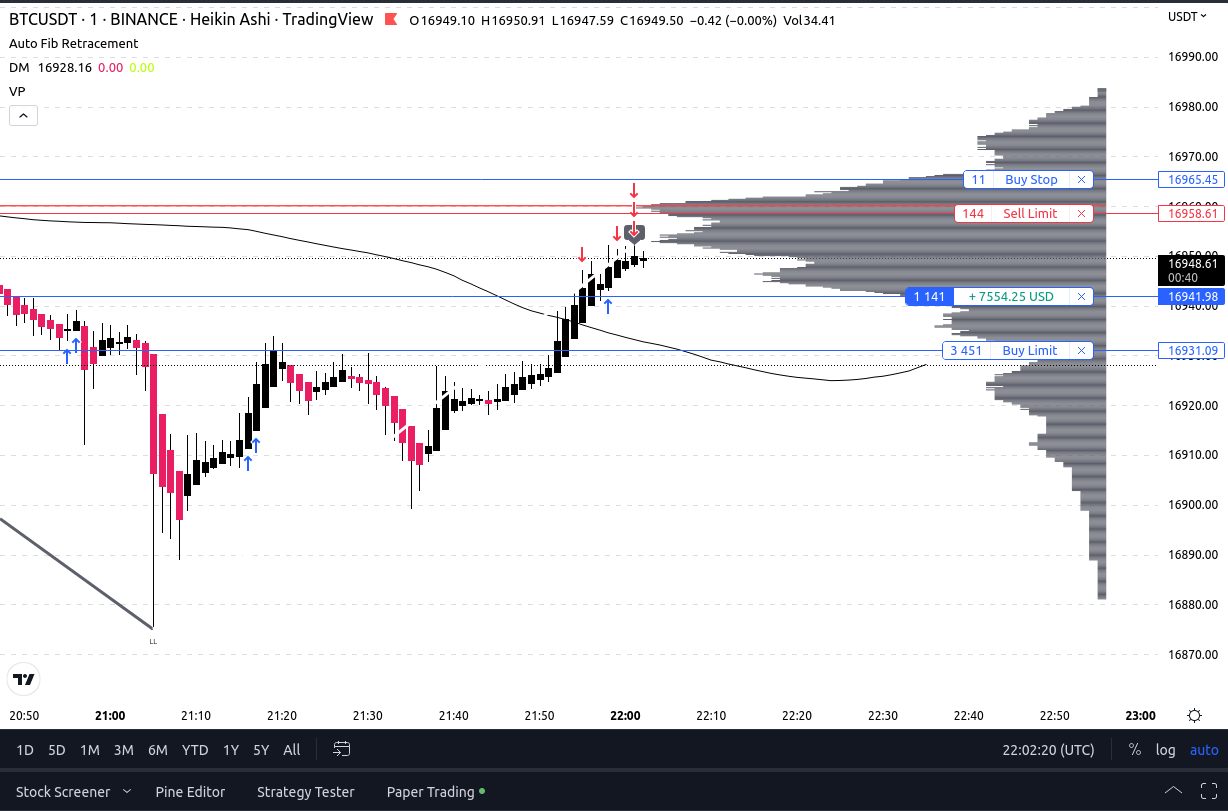 BTCUSDT · 1 · BINANCE · Heikin Ashi · TradingView O16949.10 H16950.91 L16947.59 C16949.50 −0.42 (−0.00%) Vol34.41
USDT
Auto Fib Retracement
DM 16928.16 0.00 0.00
VP
16990.00
16980.00
16970.00
11 Buy Stop × 16965.45
144 Sell Limit × 16958.61
16948.61
00:40
1 141 + 7554.25 USD × 16941.98
16940.00
3 451 Buy Limit × 16931.09
16920.00
16910.00
16900.00
16890.00
16880.00
LL
16870.00
20:50 21:00 21:10 21:20 21:30 21:40 21:50 22:00 22:10 22:20 22:30 22:40 22:50 23:00
1D 5D 1M 3M 6M YTD 1Y 5Y All 22:02:20 (UTC) % log auto
Stock Screener Pine Editor Strategy Tester Paper Trading